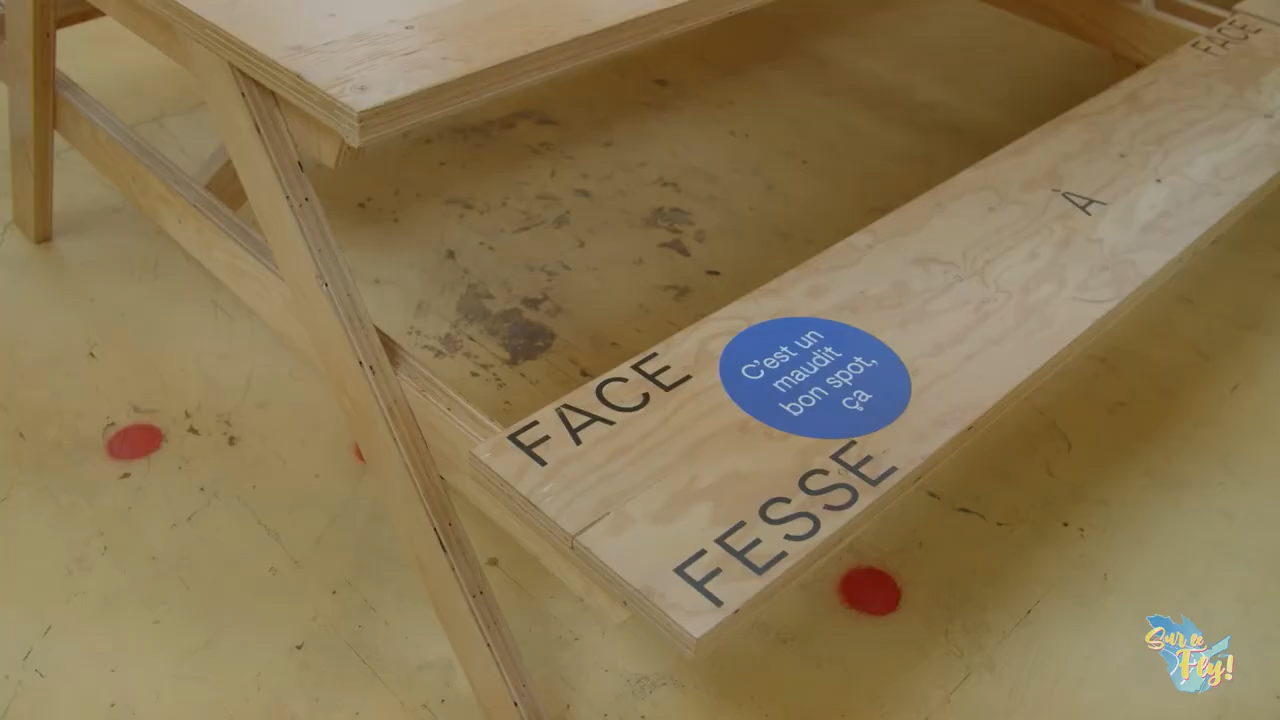 FACE
À
FACE
C'est un
maudit
bon spot,
ça
FESSE
Sur le
Fly!